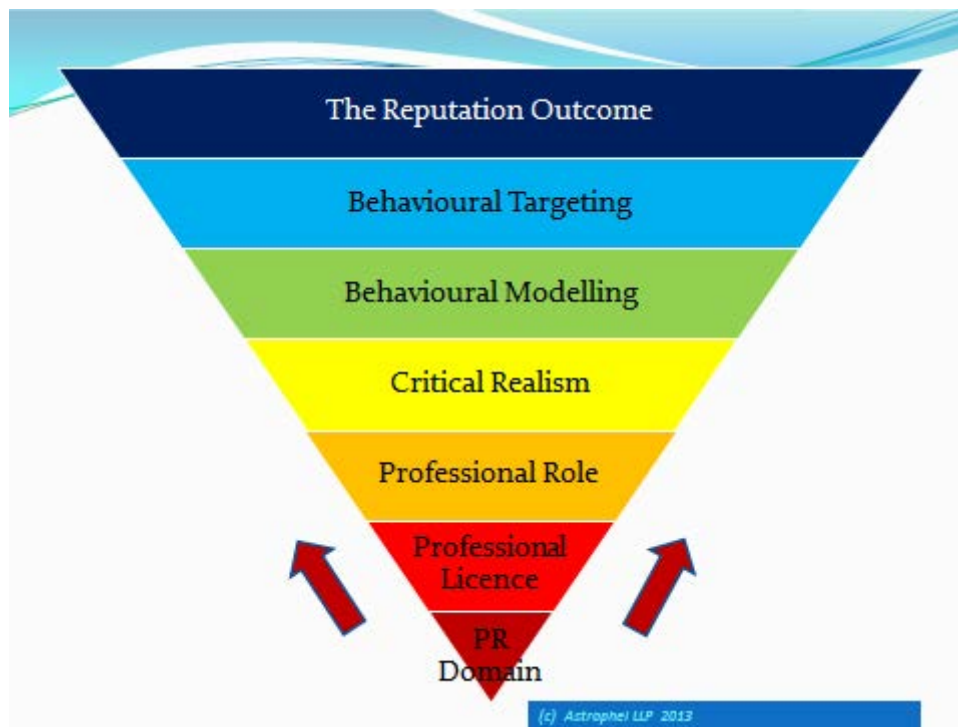 The Reputation Outcome
Behavioural Targeting
Behavioural Modelling
Critical Realism
Professional Role
Professional
Licence
PR
Domain
(c) Astrophel LLP 2013